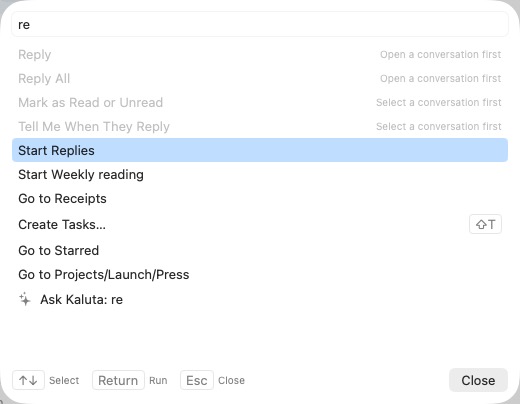 re
Reply Open a conversation first
Reply All Open a conversation first
Mark as Read or Unread Select a conversation first
Tell Me When They Reply Select a conversation first
Start Replies
Start Weekly reading
Go to Receipts
Create Tasks... ⇧T
Go to Starred
Go to Projects/Launch/Press
Ask Kaluta: re
↑↓ Select Return Run Esc Close Close